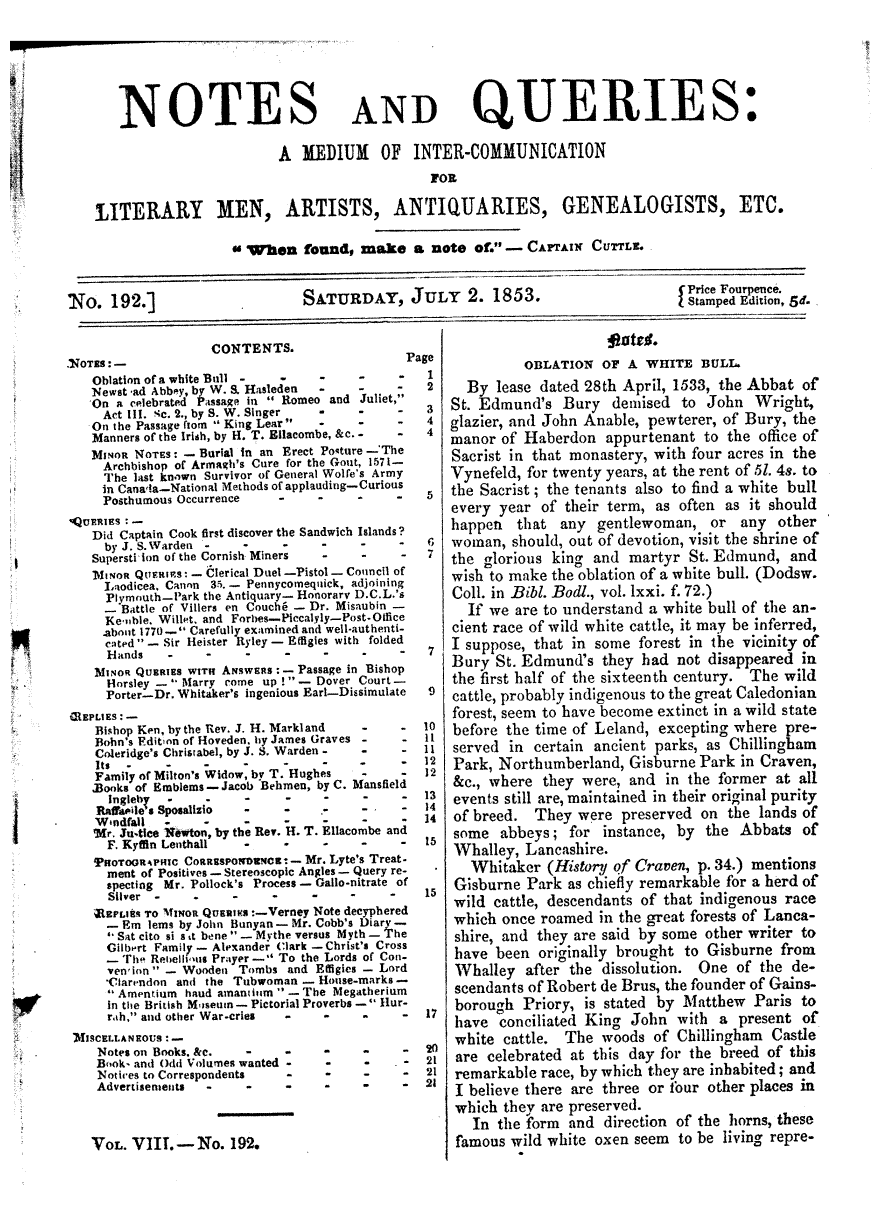 NOTES AND QUERIES:
A MEDIUM OF INTER-COMMUNICATION
FOR
LITERARY MEN, ARTISTS, ANTIQUARIES, GENEALOGISTS, ETC.
"When found, make a note of."— CAPTAIN CUTTLE.
No. 192.] SATURDAY, JULY 2. 1853. { Price Fourpence.
Stamped Edition, 5d.
CONTENTS.
NOTES :— Page
Oblation of a white Bull - - - - - 1
Newstead Abbey, by W. S. Hasleden - - - 2
On a celebrated Passage in "Romeo and Juliet,"
Act III. Sc. 2., by S. W. Singer - - - 3
On the Passage from "King Lear" - - - 4
Manners of the Irish, by H. T. Ellacombe, &c. - - 4
MINOR NOTES: — Burial in an Erect Posture — The
Archbishop of Armagh's Cure for the Gout, 1571—
The last known Survivor of General Wolfe's Army
in Canada—National Methods of applauding—Curious
Posthumous Occurrence - - - - 5
QUERIES :—
Did Captain Cook first discover the Sandwich Islands?
by J. S. Warden - - - - - - 6
Superstition of the Cornish Miners - - - 7
MINOR QUERIES: — Clerical Duel —Pistol — Council of
Laodicea, Canon 35. — Pennycomequick, adjoining
Plymouth—Park the Antiquary— Honorary D.C.L.'s
— Battle of Villers en Couché — Dr. Misaubin —
Kemble, Willet, and Forbes—Piccalyly—Post-Office
about 1770 —" Carefully examined and well-authenti-
cated" — Sir Heister Ryley — Effigies with folded
Hands - - - - - - - 7
MINOR QUERIES WITH ANSWERS: — Passage in Bishop
Horsley — "Marry come up!" — Dover Court —
Porter—Dr. Whitaker's ingenious Earl—Dissimulate 9
REPLIES :—
Bishop Ken, by the Rev. J. H. Markland - - 10
Bohn's Edition of Hoveden, by James Graves - - 11
Coleridge's Christabel, by J. S. Warden - - - 11
Its - - - - - - - 12
Family of Milton's Widow, by T. Hughes - - 12
Books of Emblems — Jacob Behmen, by C. Mansfield
Ingleby - - - - - - 13
Raffaelle's Sposalizio - - - - - 14
Windfall - - - - - - 14
Mr. Justice Newton, by the Rev. H. T. Ellacombe and
F. Kyffin Lenthall - - - - - 15
PHOTOGRAPHIC CORRESPONDENCE: — Mr. Lyte's Treat-
ment of Positives — Stereoscopic Angles — Query re-
specting Mr. Pollock's Process — Gallo-nitrate of
Silver - - - - - - - 15
REPLIES TO MINOR QUERIES :—Verney Note decyphered
— Emblems by John Bunyan — Mr. Cobb's Diary —
"Sat cito si sat bene" — Mythe versus Myth — The
Gilbert Family — Alexander Clark — Christ's Cross
— The Rebellious Prayer —" To the Lords of Con-
vention" — Wooden Tombs and Effigies — Lord
Clarendon and the Tubwoman — House-marks —
"Amentium haud amantium" — The Megatherium
in the British Museum — Pictorial Proverbs —" Hur-
rah," and other War-cries - - - - 17
MISCELLANEOUS :—
Notes on Books, &c. - - - - - 20
Books and Odd Volumes wanted - - - - 21
Notices to Correspondents - - - - 21
Advertisements - - - - - - 21
VOL. VIII.—No. 192.
Notes.
OBLATION OF A WHITE BULL.
By lease dated 28th April, 1533, the Abbat of
St. Edmund's Bury demised to John Wright,
glazier, and John Anable, pewterer, of Bury, the
manor of Haberdon appurtenant to the office of
Sacrist in that monastery, with four acres in the
Vynefeld, for twenty years, at the rent of 5l. 4s. to
the Sacrist ; the tenants also to find a white bull
every year of their term, as often as it should
happen that any gentlewoman, or any other
woman, should, out of devotion, visit the shrine of
the glorious king and martyr St. Edmund, and
wish to make the oblation of a white bull. (Dodsw.
Coll. in Bibl. Bodl., vol. lxxi. f. 72.)
If we are to understand a white bull of the an-
cient race of wild white cattle, it may be inferred,
I suppose, that in some forest in the vicinity of
Bury St. Edmund's they had not disappeared in
the first half of the sixteenth century. The wild
cattle, probably indigenous to the great Caledonian
forest, seem to have become extinct in a wild state
before the time of Leland, excepting where pre-
served in certain ancient parks, as Chillingham
Park, Northumberland, Gisburne Park in Craven,
&c., where they were, and in the former at all
events still are, maintained in their original purity
of breed. They were preserved on the lands of
some abbeys ; for instance, by the Abbats of
Whalley, Lancashire.
Whitaker (History of Craven, p. 34.) mentions
Gisburne Park as chiefly remarkable for a herd of
wild cattle, descendants of that indigenous race
which once roamed in the great forests of Lanca-
shire, and they are said by some other writer to
have been originally brought to Gisburne from
Whalley after the dissolution. One of the de-
scendants of Robert de Brus, the founder of Gains-
borough Priory, is stated by Matthew Paris to
have conciliated King John with a present of
white cattle. The woods of Chillingham Castle
are celebrated at this day for the breed of this
remarkable race, by which they are inhabited ; and
I believe there are three or four other places in
which they are preserved.
In the form and direction of the horns, these
famous wild white oxen seem to be living repre-